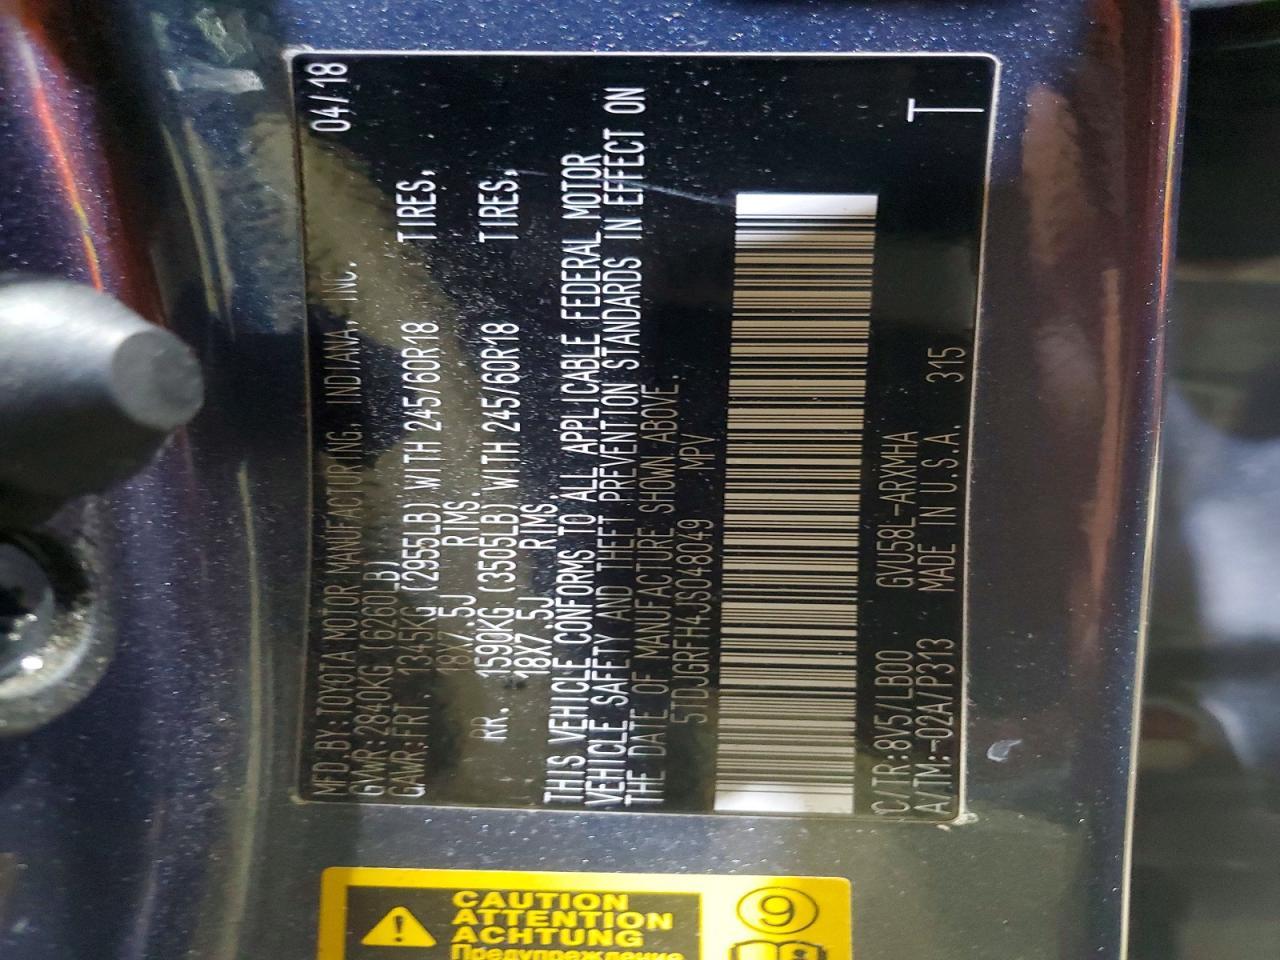 MFD.BY:TOYOTA MOTOR MANUFACTURING, INDIANA, INC. 04/18
GVWR:2840KG (6260LB)
GAWR:FRT. 1345KG (2955LB) WITH 245/60R18 TIRES,
18X7.5J RIMS.
RR. 1590KG (3505LB) WITH 245/60R18 TIRES,
18X7.5J RIMS
THIS VEHICLE CONFORMS TO ALL APPLICABLE FEDERAL MOTOR
VEHICLE SAFETY AND THEFT PREVENTION STANDARDS IN EFFECT ON
THE DATE OF MANUFACTURE SHOWN ABOVE.
5TDJGRFH4JS048049 MPV
C/TR:8V5/LB00 GVU58L-ARXMHA
A/TM:-02A/P313 MADE IN U.S.A. 315 T
CAUTION
ATTENTION
ACHTUNG
Предупреждение
9